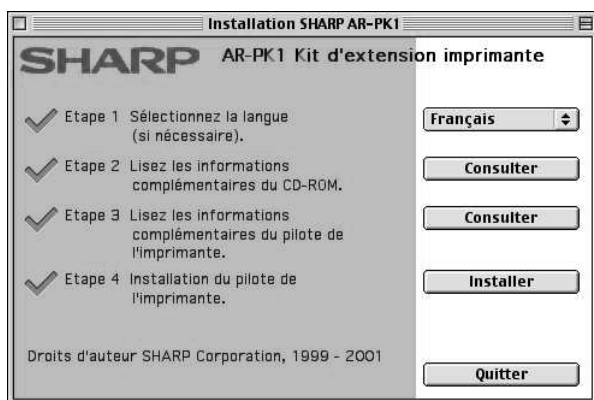 Installation SHARP AR-PK1
SHARP AR-PK1 Kit d'extension imprimante
Etape 1 Sélectionnez la langue
(si nécessaire).
Français
Etape 2 Lisez les informations
complémentaires du CD-ROM.
Consulter
Etape 3 Lisez les informations
complémentaires du pilote de
l'imprimante.
Consulter
Etape 4 Installation du pilote de
l'imprimante.
Installer
Droits d'auteur SHARP Corporation, 1999 - 2001
Quitter